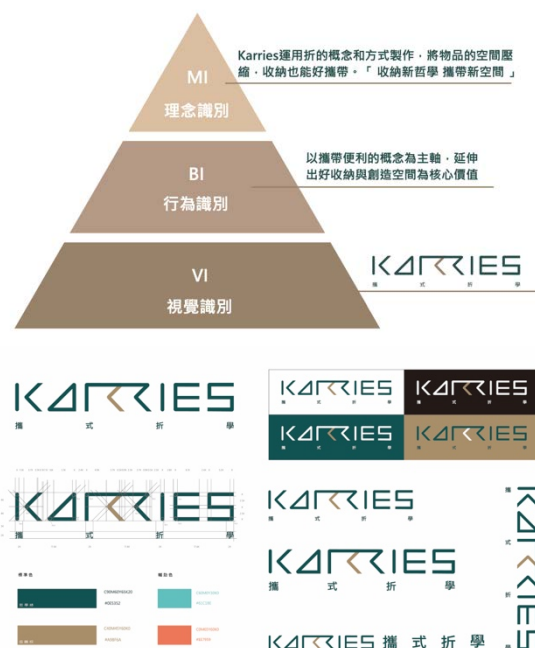 MI
理念識別
Karries運用折的概念和方式製作，將物品的空間壓
縮，收納也能好攜帶。「 收納新哲學 攜帶新空間 」
BI
行為識別
以攜帶便利的概念為主軸，延伸
出好收納與創造空間為核心價值
VI
視覺識別
KARRIES
攜 式 折 學
KARRIES
攜 式 折 學
KARRIES
攜 式 折 學
KARRIES
攜 式 折 學
KARRIES
攜 式 折 學
KARRIES
攜 式 折 學
KARRIES
攜 式 折 學
KARRIES
攜 式 折 學
KARRIES
攜 式 折 學
標準色
輔助色
KARRIES 攜 式 折 學